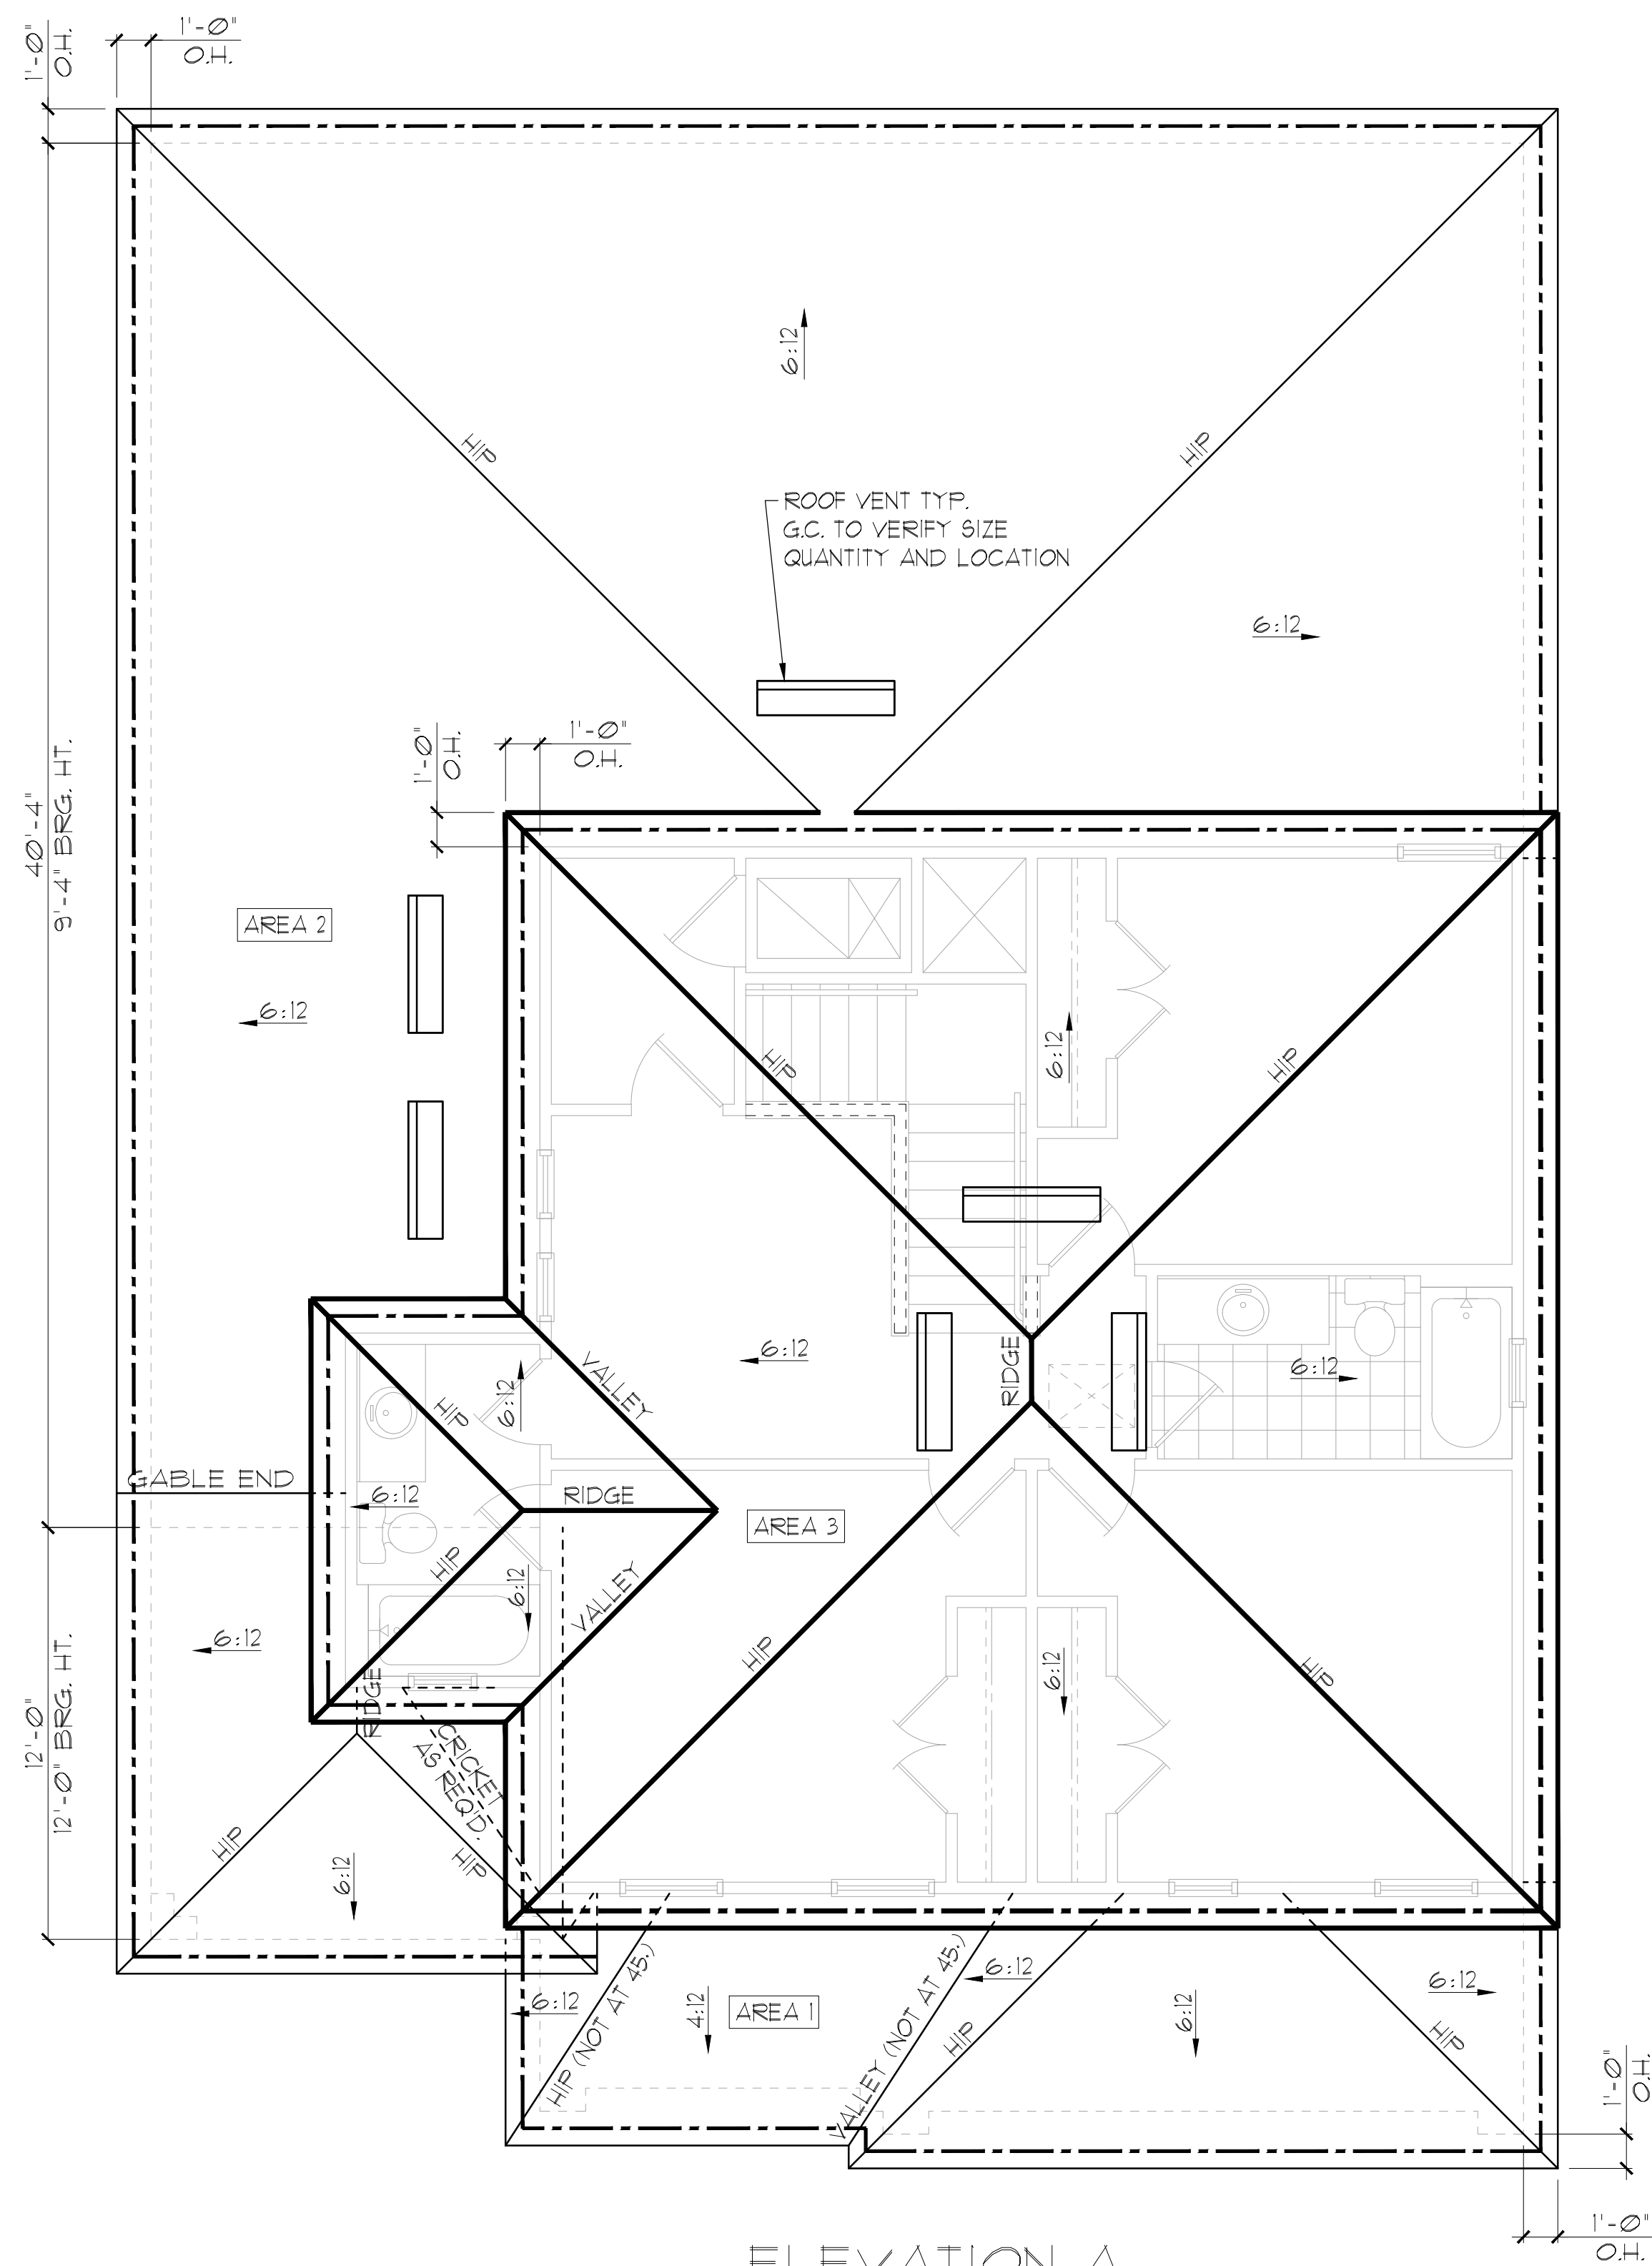 1'-0"
O.H.
1'-0"
O.H.
HIP
HIP
6:12
ROOF VENT TYP.
G.C. TO VERIFY SIZE
QUANTITY AND LOCATION
6:12
40'-4"
9'-4" BRG. HT.
1'-0"
O.H.
1'-0"
O.H.
AREA 2
6:12
HIP
6:12
HIP
6:12
VALLEY
RIDGE
6:12
6:12
HIP
GABLE END
6:12
RIDGE
AREA 3
HIP
6:12
VALLEY
6:12
HIP
6:12
HIP
12'-0"
12'-0" BRG. HT.
RIDGE
CRICKET
AS REQ'D.
HIP
6:12
HIP
6:12
HIP (NOT AT 45.)
4:12
AREA 1
VALLEY (NOT AT 45.)
6:12
HIP
6:12
6:12
HIP
1'-0"
O.H.
1'-0"
O.H.
ELEVATION A